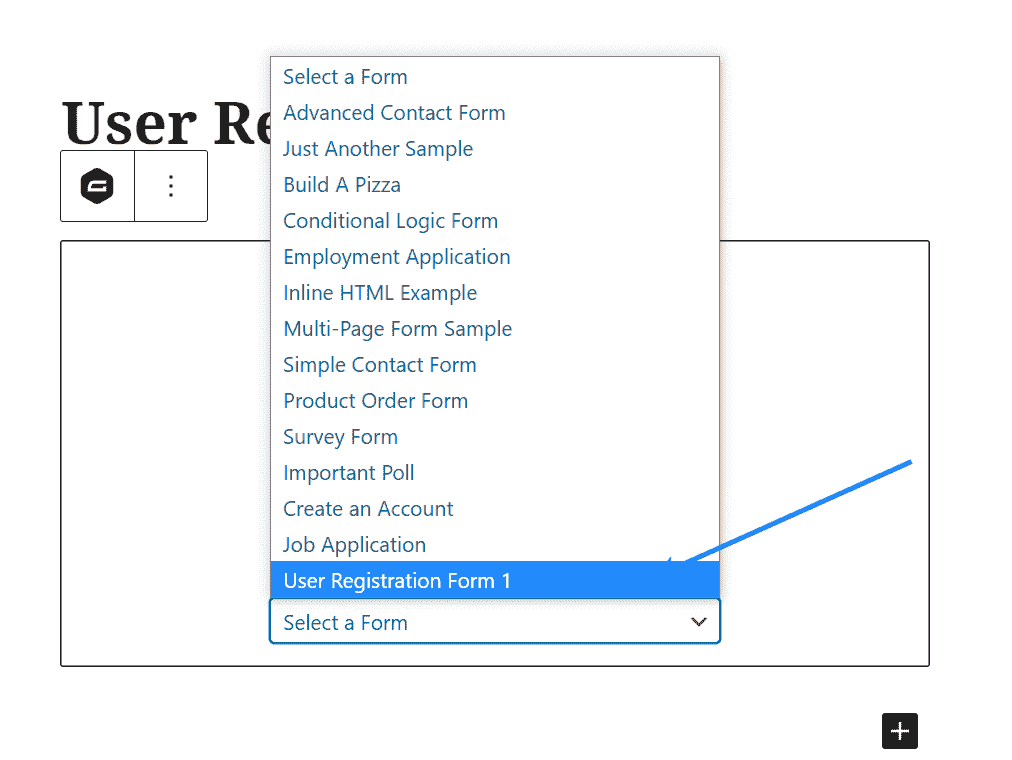 Select a Form
User Re
Advanced Contact Form
Just Another Sample
Build A Pizza
Conditional Logic Form
Employment Application
Inline HTML Example
Multi-Page Form Sample
Simple Contact Form
Product Order Form
Survey Form
Important Poll
Create an Account
Job Application
User Registration Form 1
Select a Form